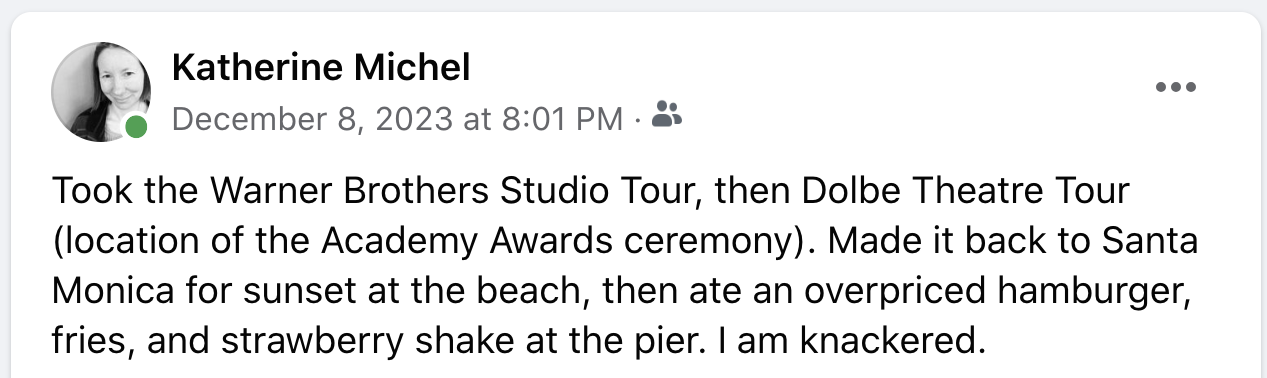 Katherine Michel
December 8, 2023 at 8:01 PM ·
Took the Warner Brothers Studio Tour, then Dolbe Theatre Tour
(location of the Academy Awards ceremony). Made it back to Santa
Monica for sunset at the beach, then ate an overpriced hamburger,
fries, and strawberry shake at the pier. I am knackered.